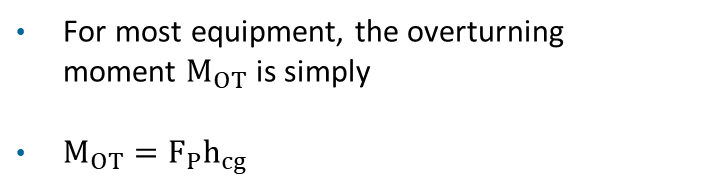 • For most equipment, the overturning
moment M_OT is simply
• M_OT = F_P h_cg